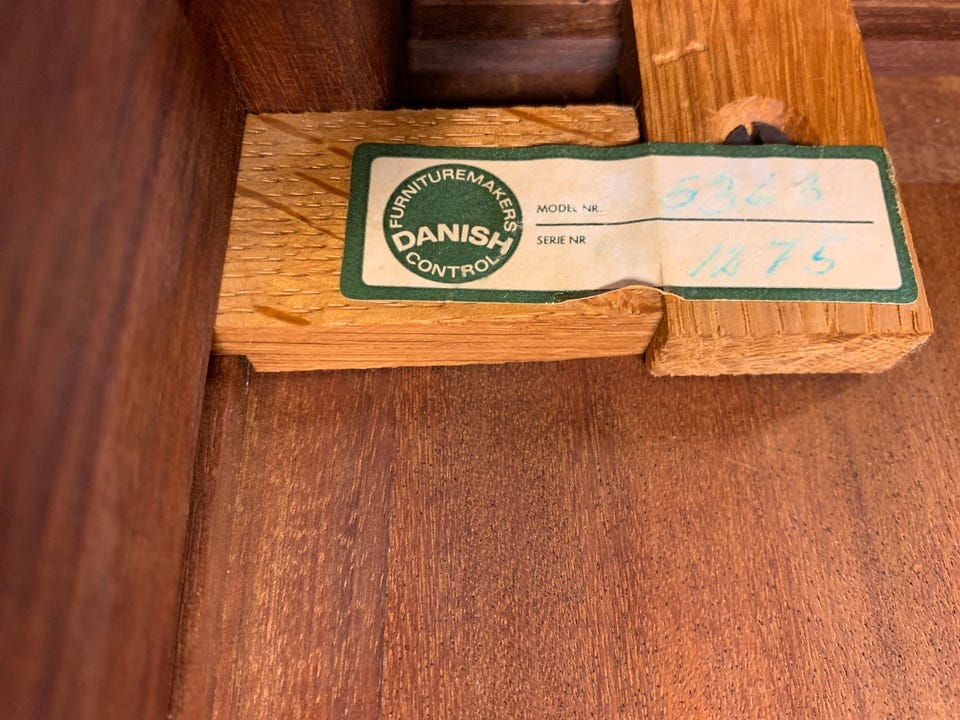 FURNITUREMAKERS
DANISH
CONTROL
MODEL NR.
SERIE NR